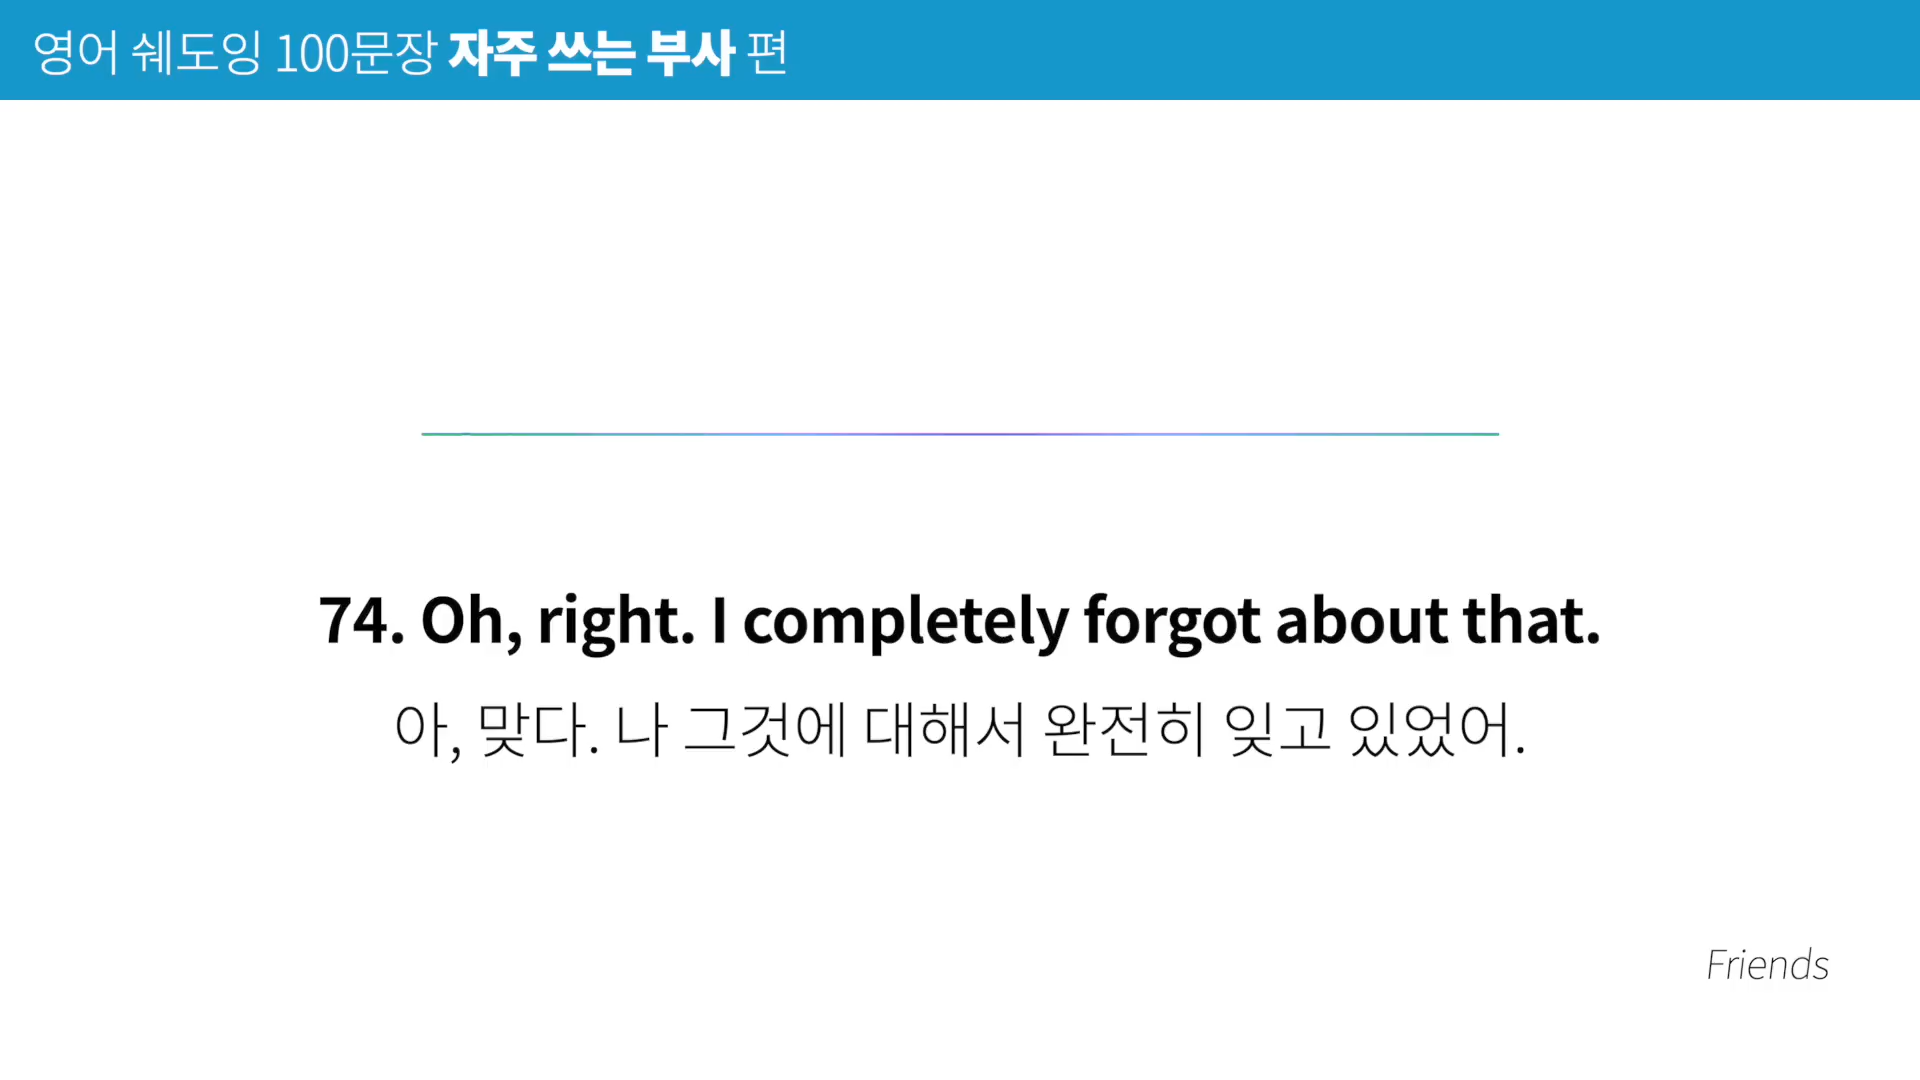 영어 쉐도잉 100문장 자주 쓰는 부사 편
74. Oh, right. I completely forgot about that.
아, 맞다. 나 그것에 대해서 완전히 잊고 있었어.
Friends